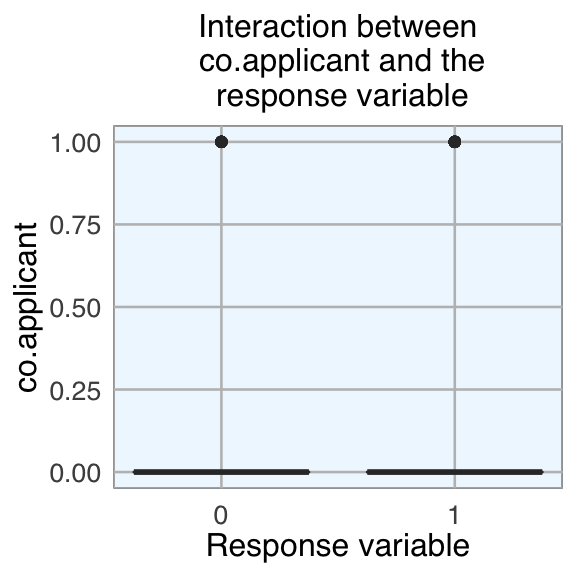 Interaction between
co.applicant and the
response variable
co.applicant
1.00
0.75
0.50
0.25
0.00
0 1
Response variable